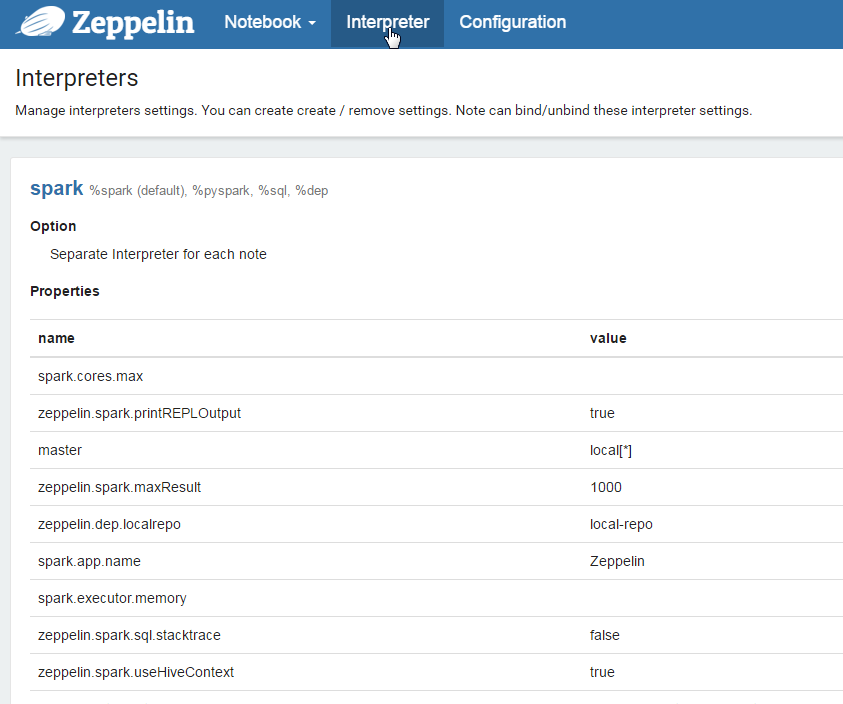 Zeppelin Notebook Interpreter Configuration
Interpreters
Manage interpreters settings. You can create create / remove settings. Note can bind/unbind these interpreter settings.
spark %spark (default), %pyspark, %sql, %dep
Option
Separate Interpreter for each note
Properties
name value
spark.cores.max
zeppelin.spark.printREPLOutput true
master local[*]
zeppelin.spark.maxResult 1000
zeppelin.dep.localrepo local-repo
spark.app.name Zeppelin
spark.executor.memory
zeppelin.spark.sql.stacktrace false
zeppelin.spark.useHiveContext true